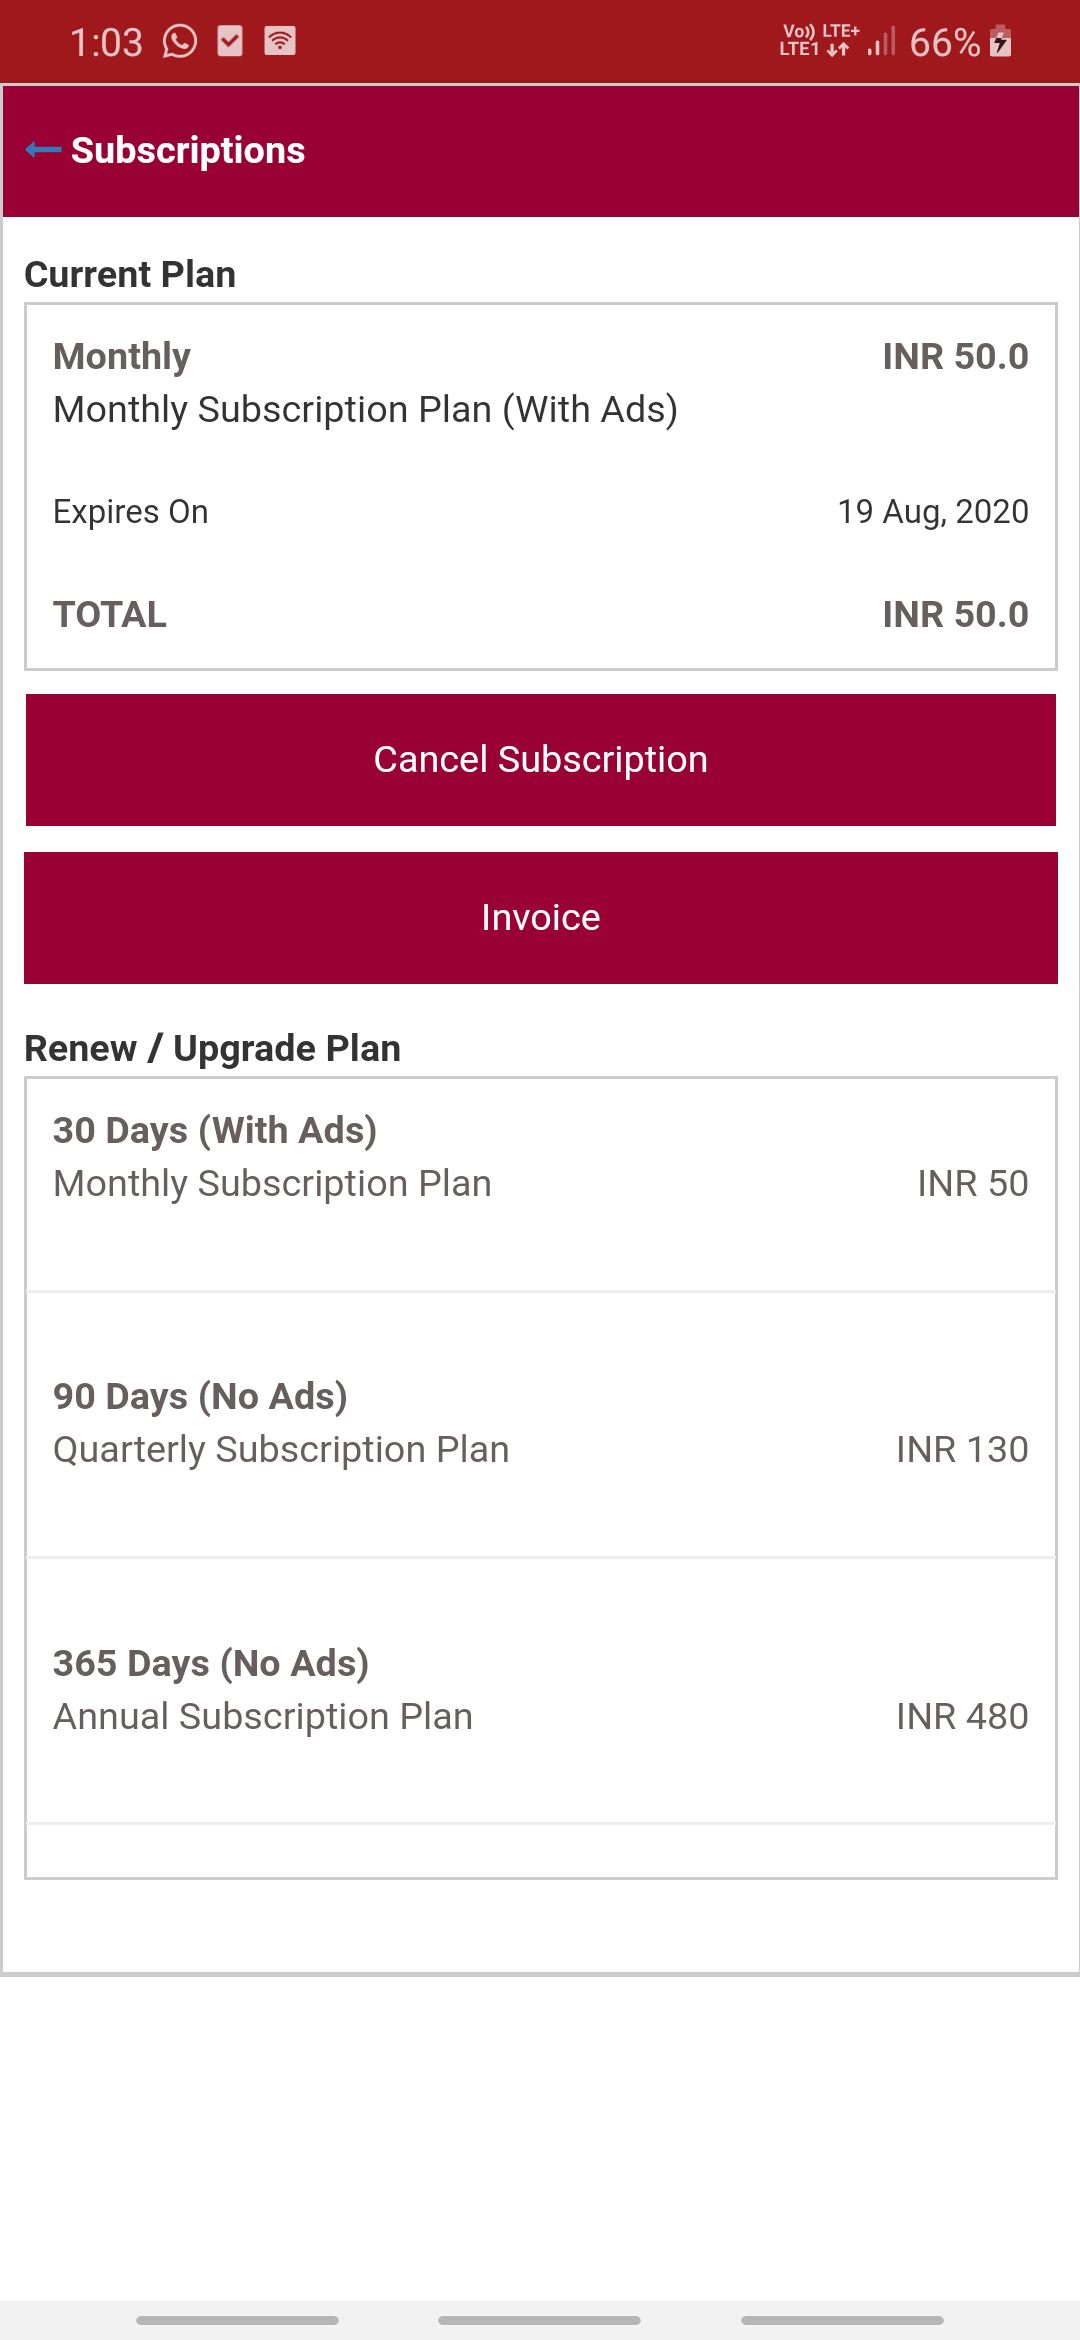 1:03 Vo)) LTE+ LTE1 66%
Subscriptions
Current Plan
Monthly INR 50.0
Monthly Subscription Plan (With Ads)
Expires On 19 Aug, 2020
TOTAL INR 50.0
Cancel Subscription
Invoice
Renew / Upgrade Plan
30 Days (With Ads)
Monthly Subscription Plan INR 50
90 Days (No Ads)
Quarterly Subscription Plan INR 130
365 Days (No Ads)
Annual Subscription Plan INR 480